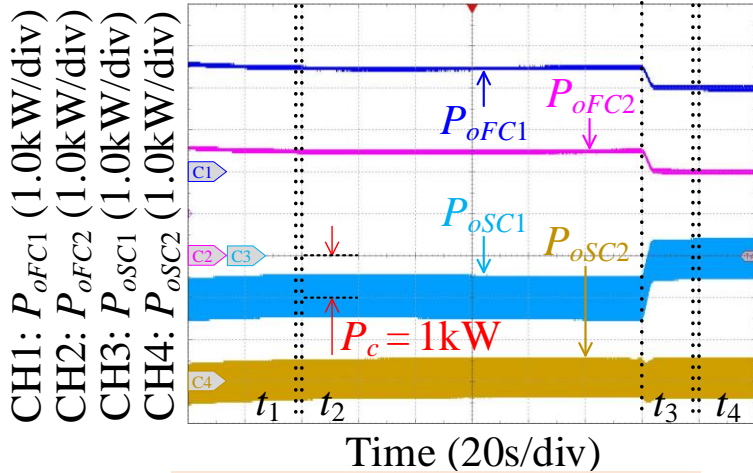 CH1: PoFC1 (1.0kW/div)
CH2: PoFC2 (1.0kW/div)
CH3: PoSC1 (1.0kW/div)
CH4: PoSC2 (1.0kW/div)
PoFC1
PoFC2
C1
PoSC1
C2
C3
PoSC2
Pc = 1kW
C4
t1
t2
t3
t4
Time (20s/div)